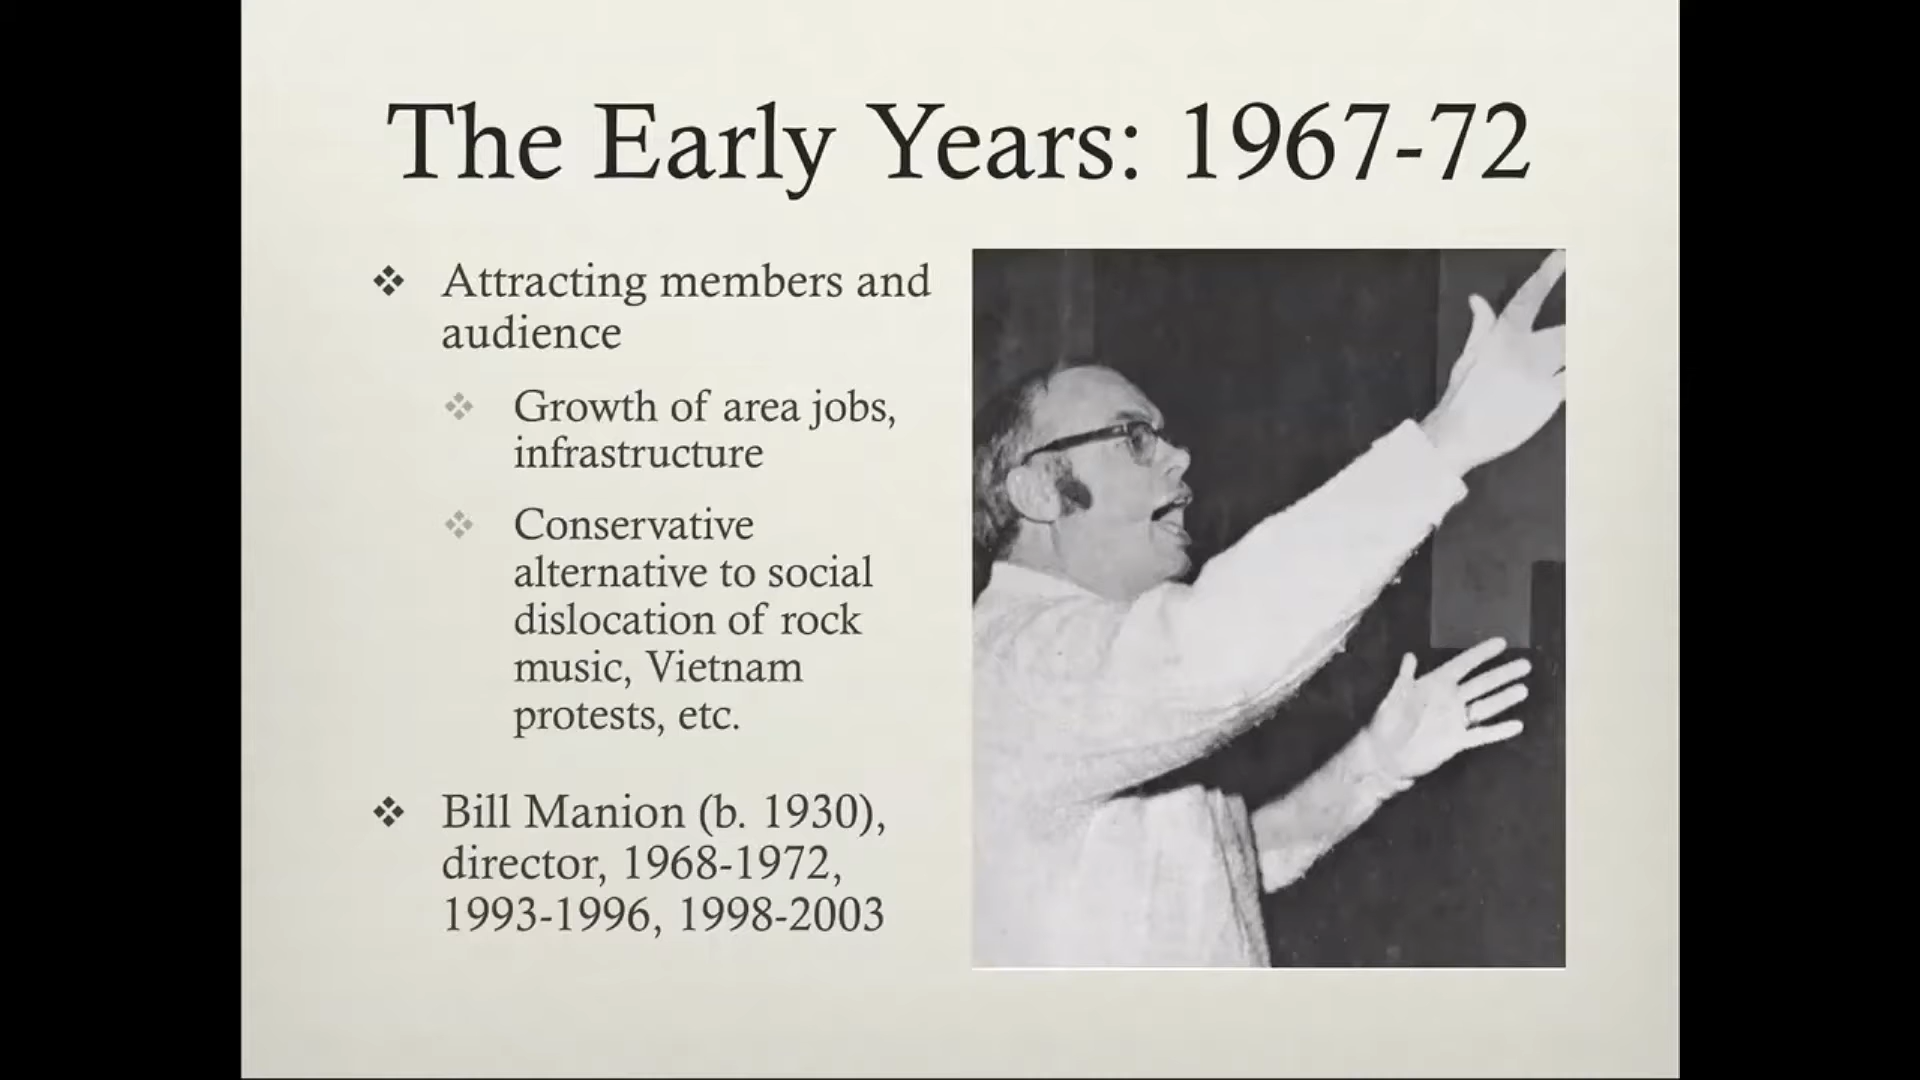 The Early Years: 1967-72
Attracting members and
audience
Growth of area jobs,
infrastructure
Conservative
alternative to social
dislocation of rock
music, Vietnam
protests, etc.
Bill Manion (b. 1930),
director, 1968-1972,
1993-1996, 1998-2003